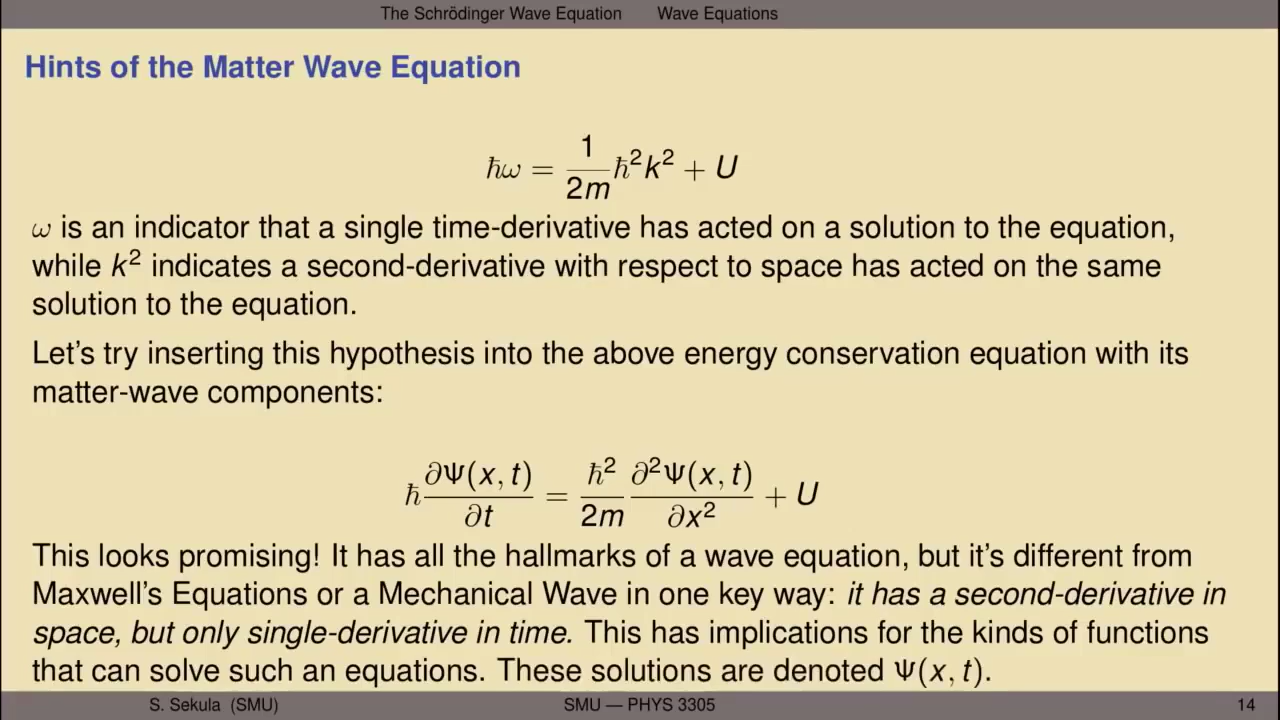 The Schrödinger Wave Equation Wave Equations
Hints of the Matter Wave Equation
ħω = 1/2m ħ²k² + U
ω is an indicator that a single time-derivative has acted on a solution to the equation,
while k² indicates a second-derivative with respect to space has acted on the same
solution to the equation.
Let's try inserting this hypothesis into the above energy conservation equation with its
matter-wave components:
ħ ∂Ψ(x, t)/∂t = ħ²/2m ∂²Ψ(x, t)/∂x² + U
This looks promising! It has all the hallmarks of a wave equation, but it's different from
Maxwell's Equations or a Mechanical Wave in one key way: it has a second-derivative in
space, but only single-derivative in time. This has implications for the kinds of functions
that can solve such an equations. These solutions are denoted Ψ(x, t).
S. Sekula (SMU) SMU — PHYS 3305 14